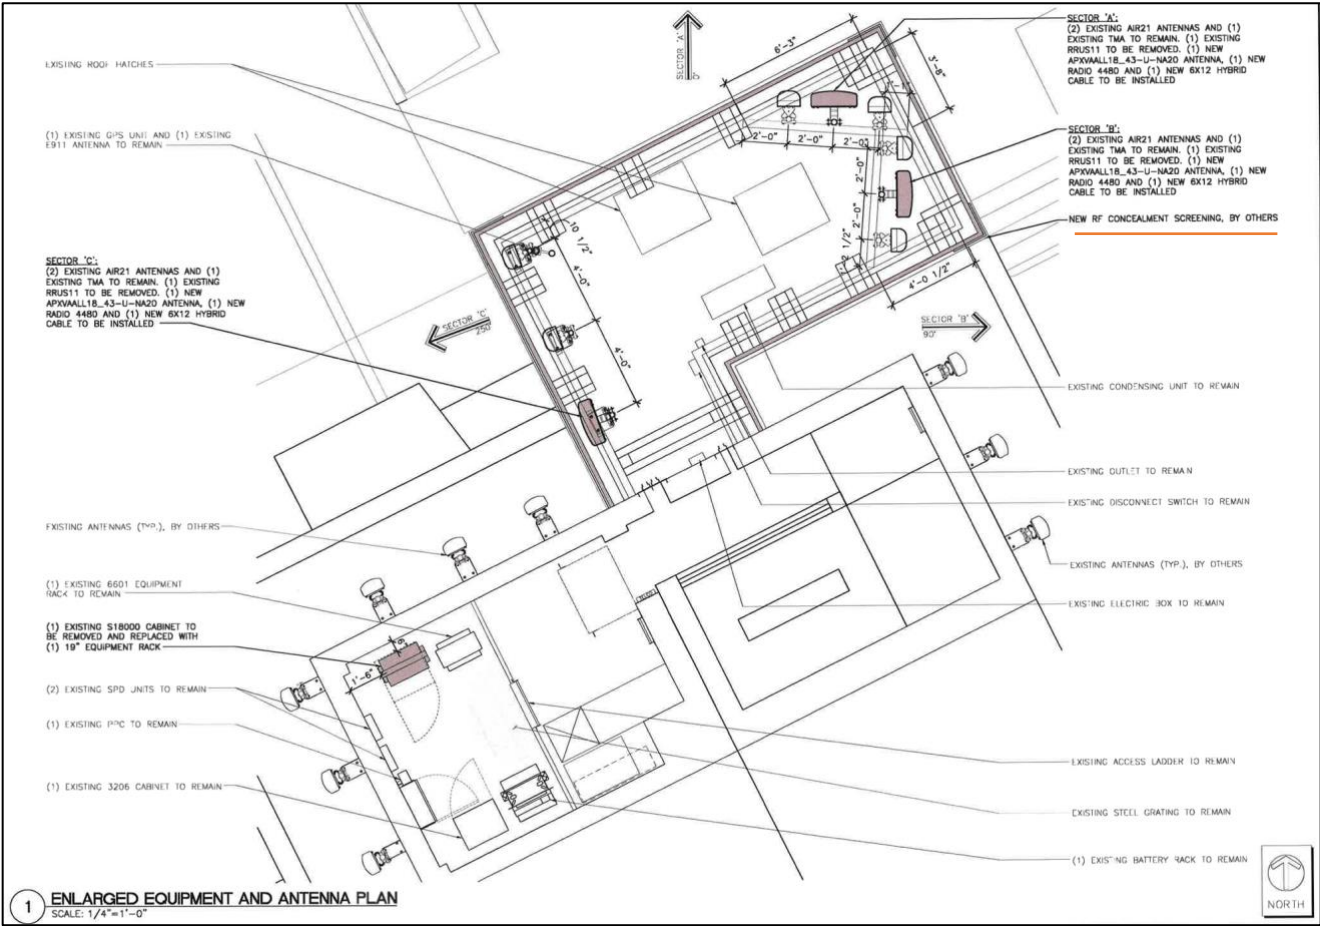 EXISTING ROOF HATCHES
(1) EXISTING GPS UNIT AND (1) EXISTING
E911 ANTENNA TO REMAIN
SECTOR 'C':
(2) EXISTING AIR21 ANTENNAS AND (1)
EXISTING TMA TO REMAIN. (1) EXISTING
RRUS11 TO BE REMOVED. (1) NEW
APXVAALL18_43-U-NA20 ANTENNA, (1) NEW
RADIO 4480 AND (1) NEW 6X12 HYBRID
CABLE TO BE INSTALLED
EXISTING ANTENNAS (TYP.), BY OTHERS
(1) EXISTING 6601 EQUIPMENT
RACK TO REMAIN
(1) EXISTING S18000 CABINET TO
BE REMOVED AND REPLACED WITH
(1) 19" EQUIPMENT RACK
(2) EXISTING SPD UNITS TO REMAIN
(1) EXISTING PPC TO REMAIN
(1) EXISTING 3206 CABINET TO REMAIN
SECTOR 'A'
0°
6'-3"
3'-8"
1'-1"
2'-0"
2'-0"
2'-0"
2'-0"
2'-0"
4'-0 1/2"
10 1/2"
4'-0"
4'-0"
SECTOR 'C'
250°
SECTOR 'B'
90°
1'-6"
SECTOR 'A':
(2) EXISTING AIR21 ANTENNAS AND (1)
EXISTING TMA TO REMAIN. (1) EXISTING
RRUS11 TO BE REMOVED. (1) NEW
APXVAALL18_43-U-NA20 ANTENNA, (1) NEW
RADIO 4480 AND (1) NEW 6X12 HYBRID
CABLE TO BE INSTALLED
SECTOR 'B':
(2) EXISTING AIR21 ANTENNAS AND (1)
EXISTING TMA TO REMAIN. (1) EXISTING
RRUS11 TO BE REMOVED. (1) NEW
APXVAALL18_43-U-NA20 ANTENNA, (1) NEW
RADIO 4480 AND (1) NEW 6X12 HYBRID
CABLE TO BE INSTALLED
NEW RF CONCEALMENT SCREENING, BY OTHERS
EXISTING CONDENSING UNIT TO REMAIN
EXISTING OUTLET TO REMAIN
EXISTING DISCONNECT SWITCH TO REMAIN
EXISTING ANTENNAS (TYP.), BY OTHERS
EXISTING ELECTRIC BOX TO REMAIN
EXISTING ACCESS LADDER TO REMAIN
EXISTING STEEL GRATING TO REMAIN
(1) EXISTING BATTERY RACK TO REMAIN
1
ENLARGED EQUIPMENT AND ANTENNA PLAN
SCALE: 1/4"=1'-0"
NORTH